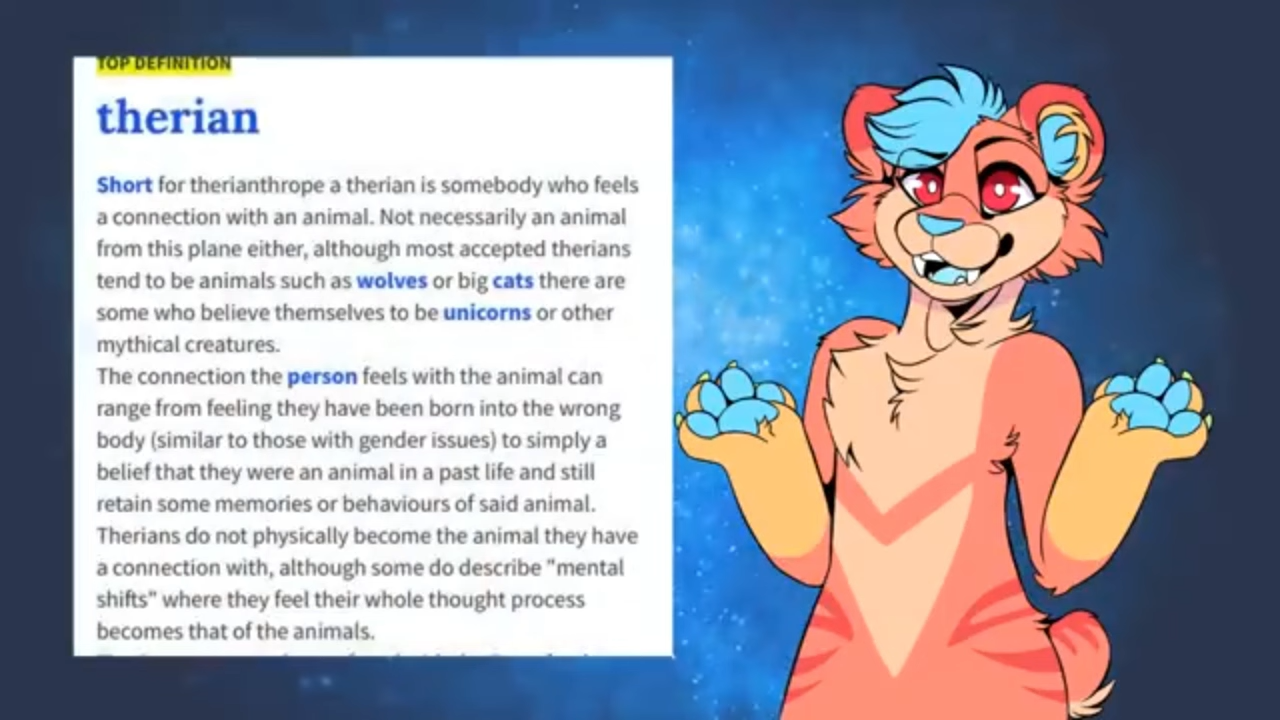 TOP DEFINITION
therian
Short for therianthrope a therian is somebody who feels
a connection with an animal. Not necessarily an animal
from this plane either, although most accepted therians
tend to be animals such as wolves or big cats there are
some who believe themselves to be unicorns or other
mythical creatures.
The connection the person feels with the animal can
range from feeling they have been born into the wrong
body (similar to those with gender issues) to simply a
belief that they were an animal in a past life and still
retain some memories or behaviours of said animal.
Therians do not physically become the animal they have
a connection with, although some do describe "mental
shifts" where they feel their whole thought process
becomes that of the animals.